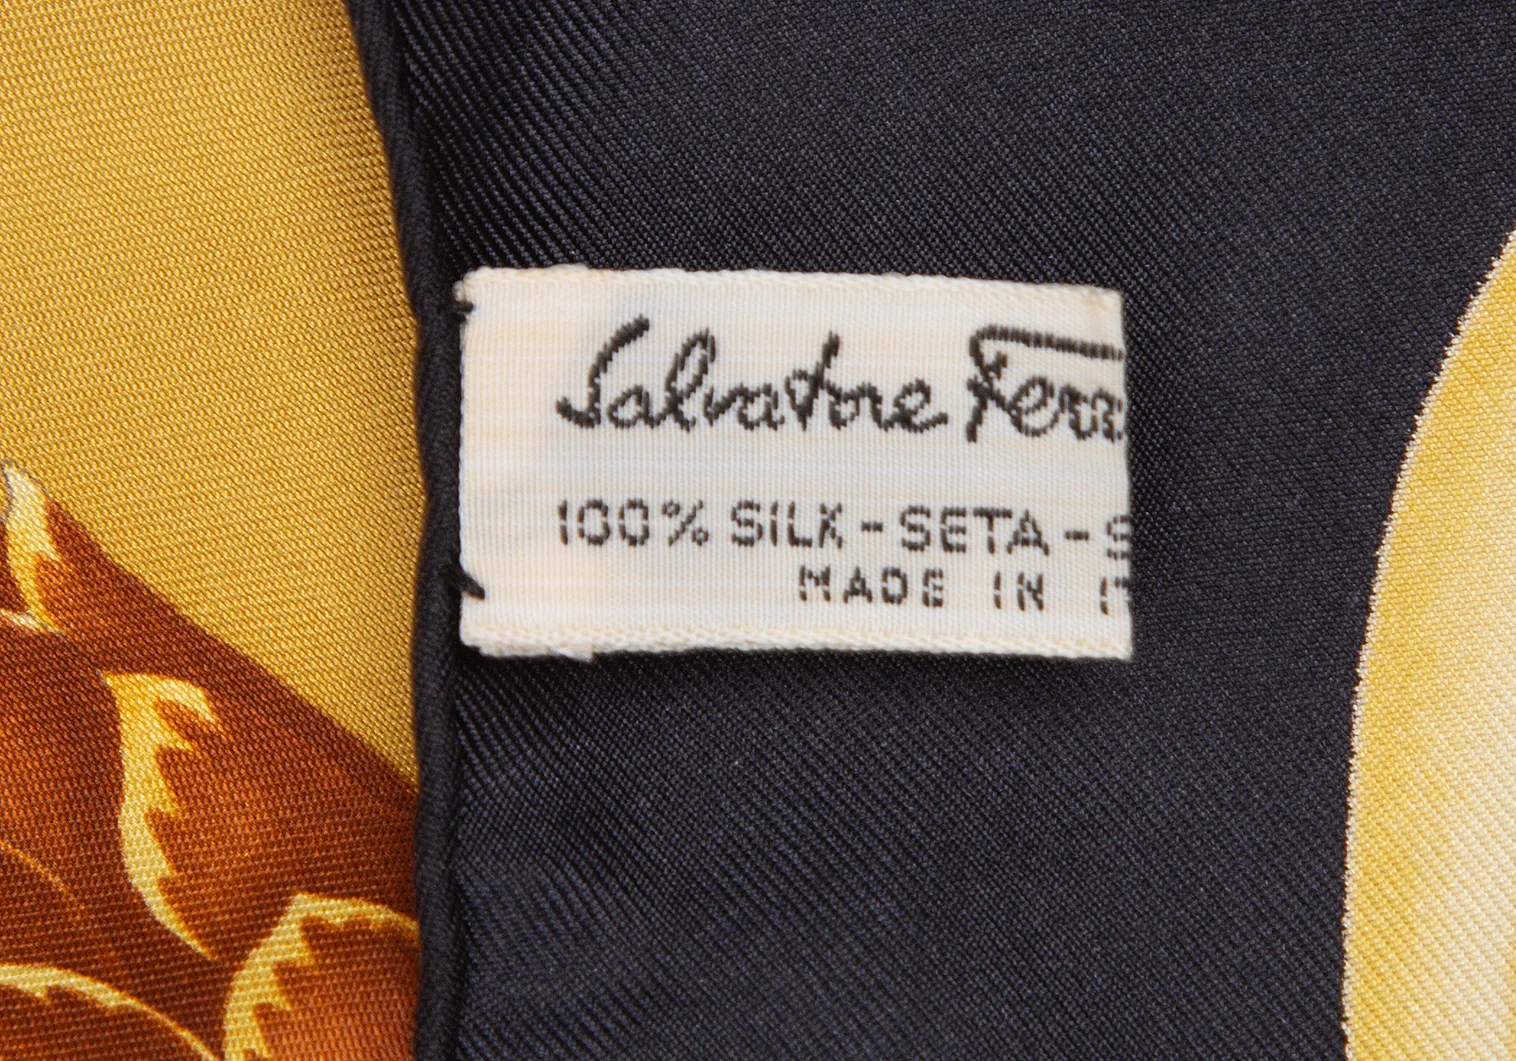 Salvatore Ferr
100% SILK - SETA - S
MADE IN IT